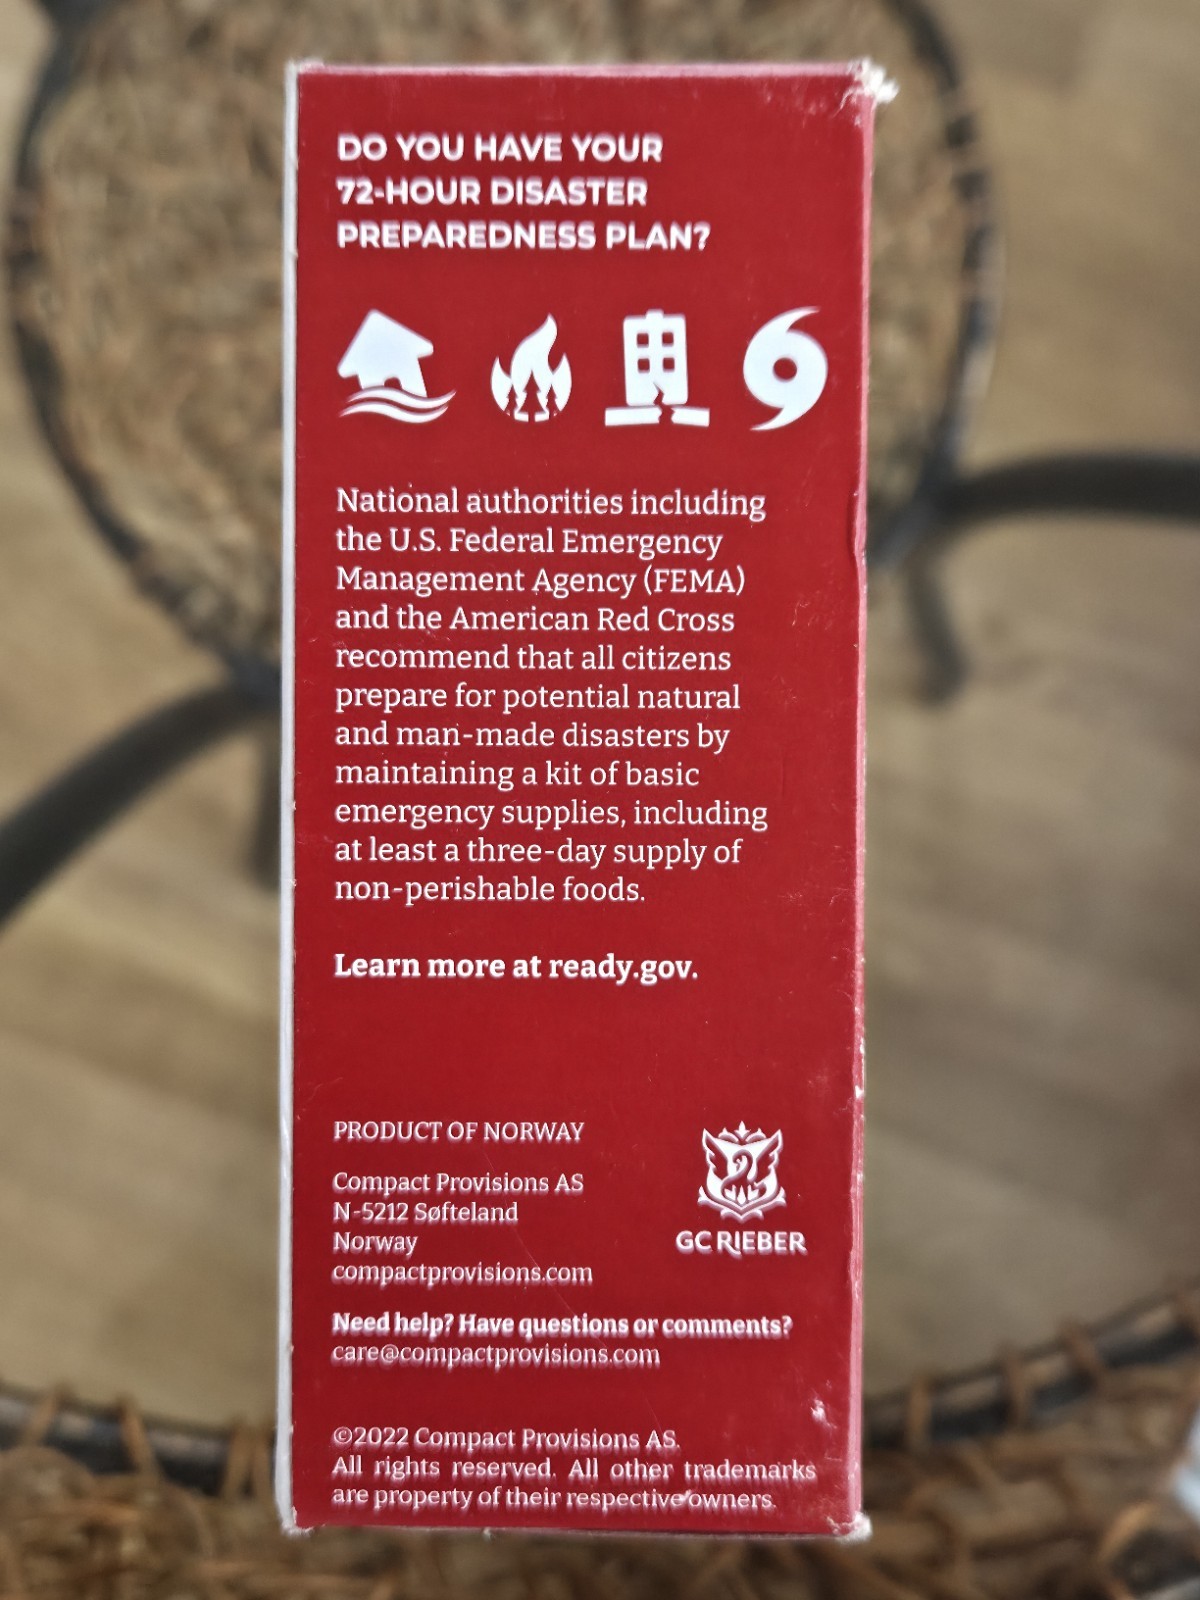 DO YOU HAVE YOUR
72-HOUR DISASTER
PREPAREDNESS PLAN?
National authorities including
the U.S. Federal Emergency
Management Agency (FEMA)
and the American Red Cross
recommend that all citizens
prepare for potential natural
and man-made disasters by
maintaining a kit of basic
emergency supplies, including
at least a three-day supply of
non-perishable foods.
Learn more at ready.gov.
PRODUCT OF NORWAY
Compact Provisions AS
N-5212 Søfteland
Norway
compactprovisions.com
GC RIEBER
Need help? Have questions or comments?
care@compactprovisions.com
©2022 Compact Provisions AS.
All rights reserved. All other trademarks
are property of their respective owners.